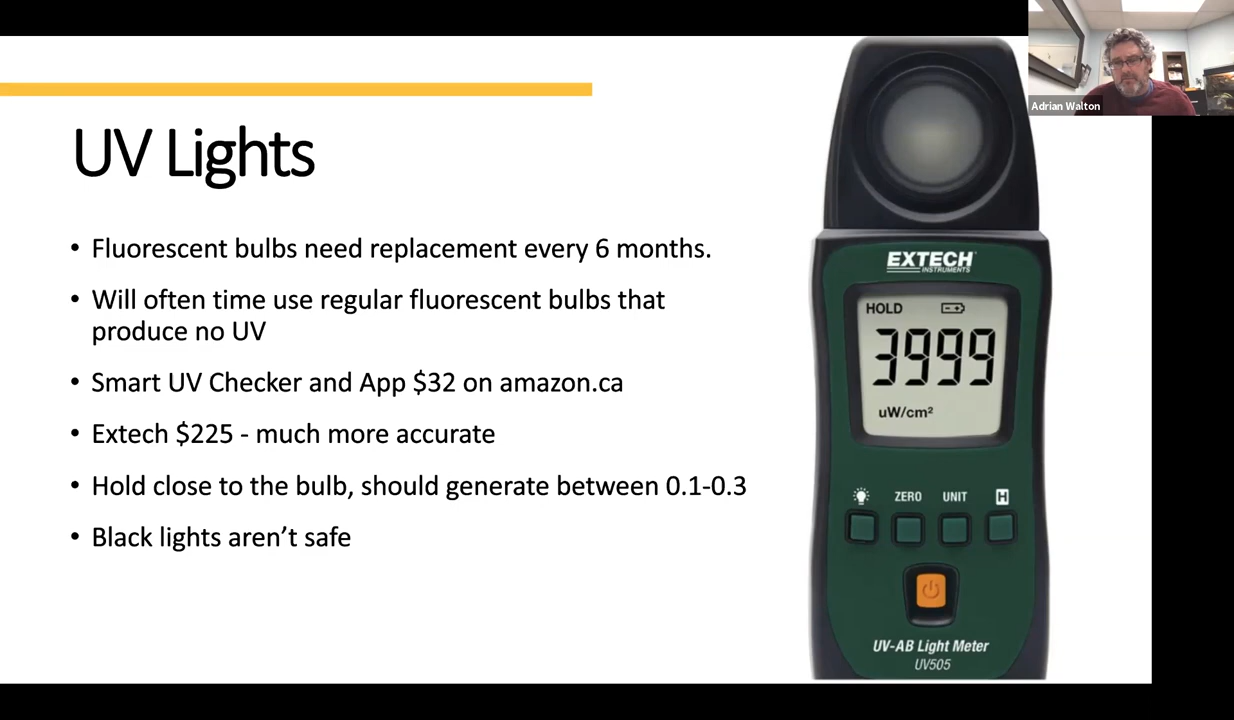 Adrian Walton
UV Lights
• Fluorescent bulbs need replacement every 6 months.
• Will often time use regular fluorescent bulbs that
produce no UV
• Smart UV Checker and App $32 on amazon.ca
• Extech $225 - much more accurate
• Hold close to the bulb, should generate between 0.1-0.3
• Black lights aren’t safe
EXTECH
INSTRUMENTS
HOLD
3999
uW/cm²
ZERO UNIT H
UV-AB Light Meter
UV505